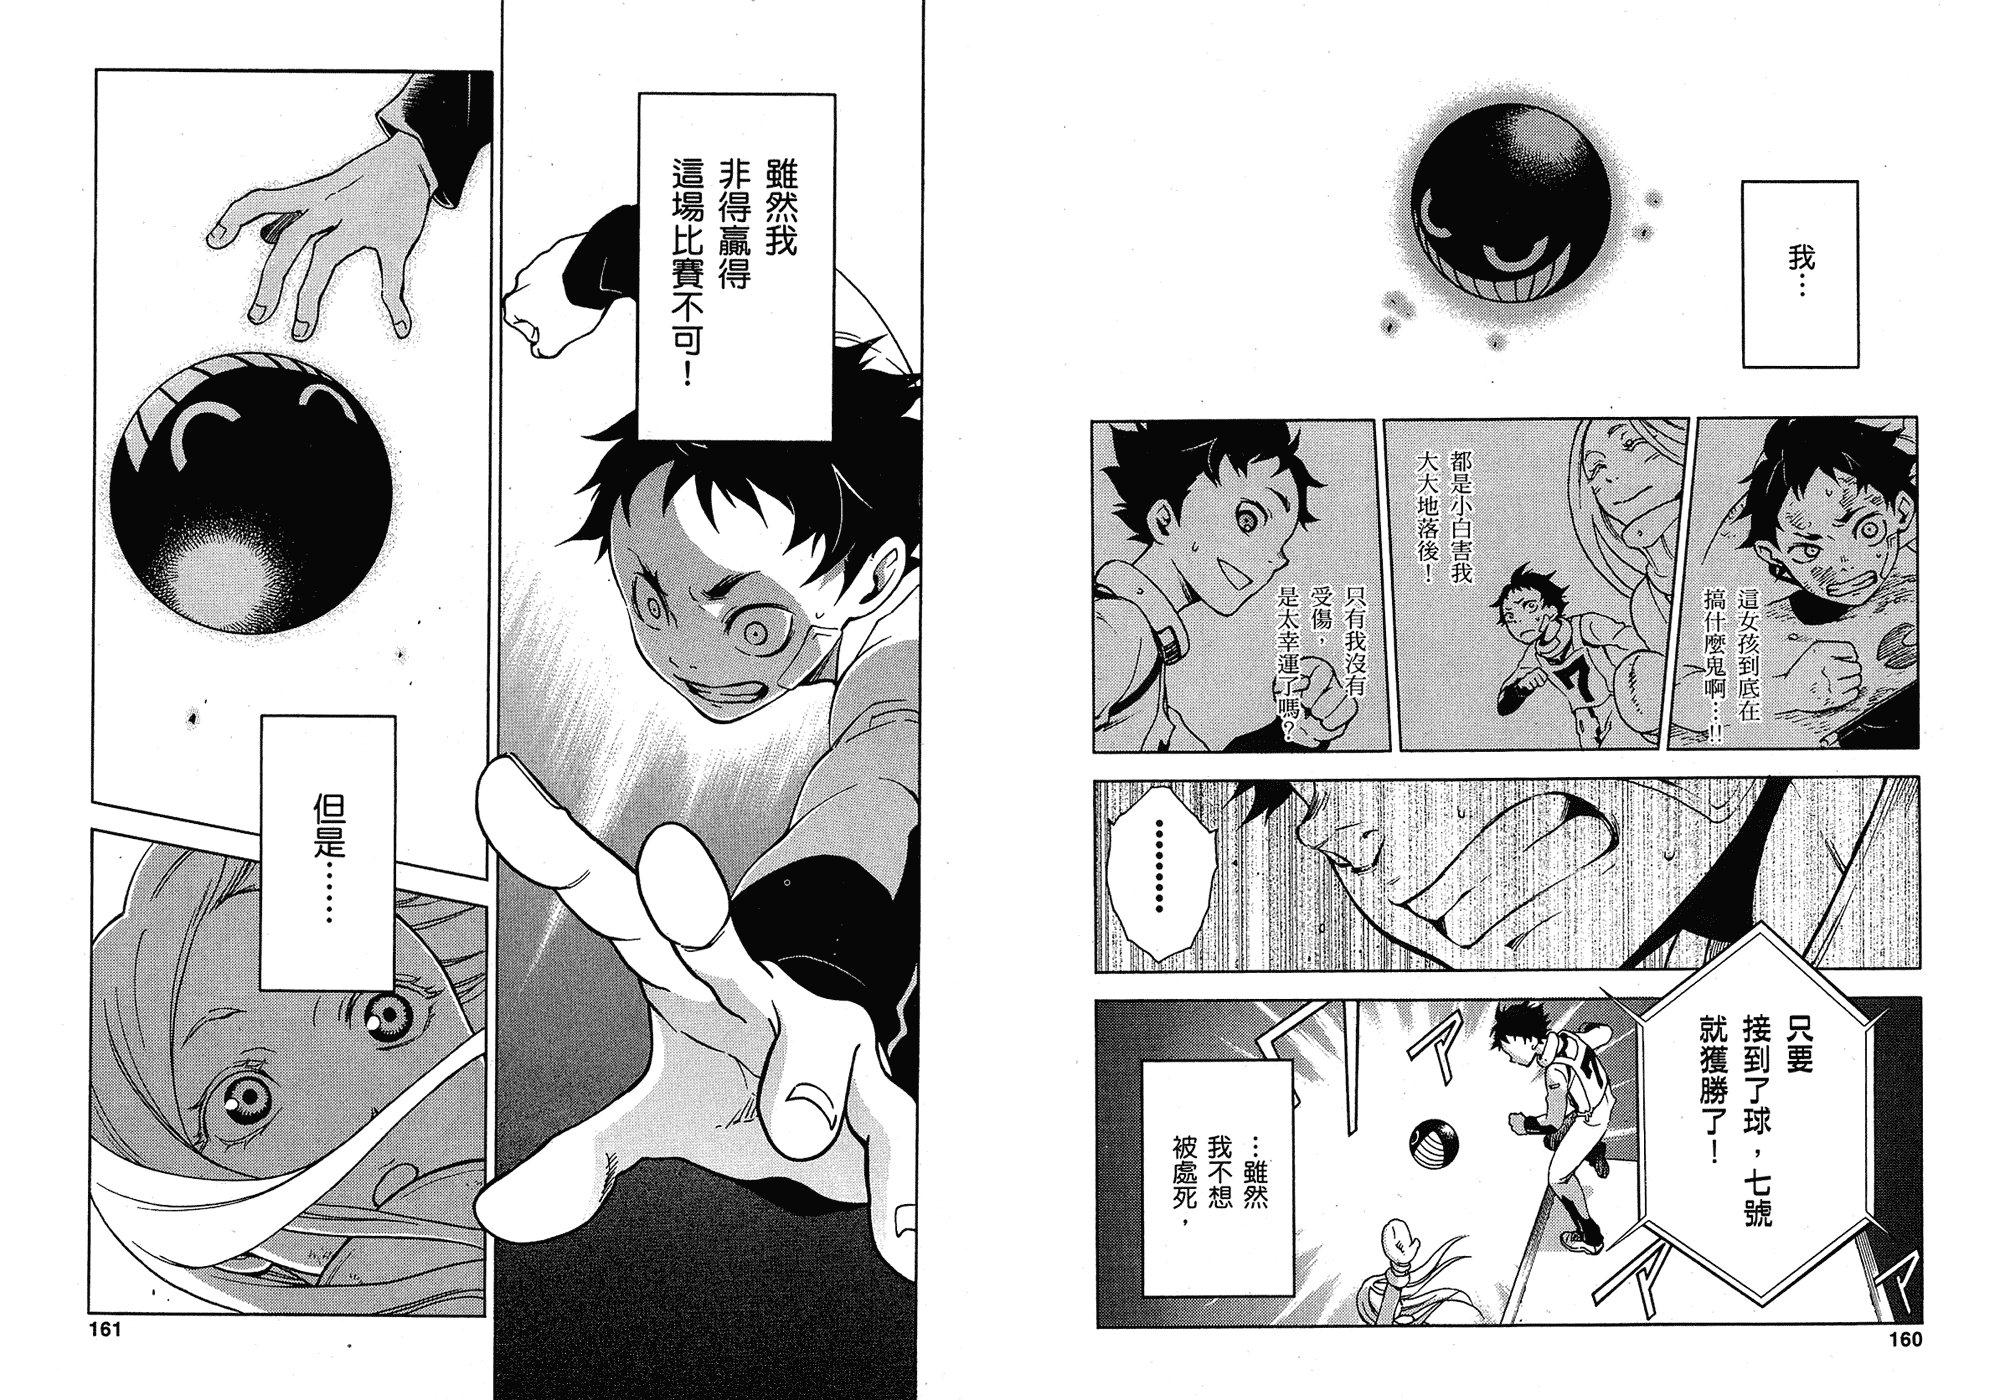 我…
這女孩到底在
搞什麼鬼啊…!!
都是小白害我
大大地落後！
只有我沒有
受傷，
是太幸運了嗎？
………
只要
接到了球，七號
就獲勝了！
…雖然
我不想
被處死，
160
雖然我
非得贏得
這場比賽不可！
但是……
161